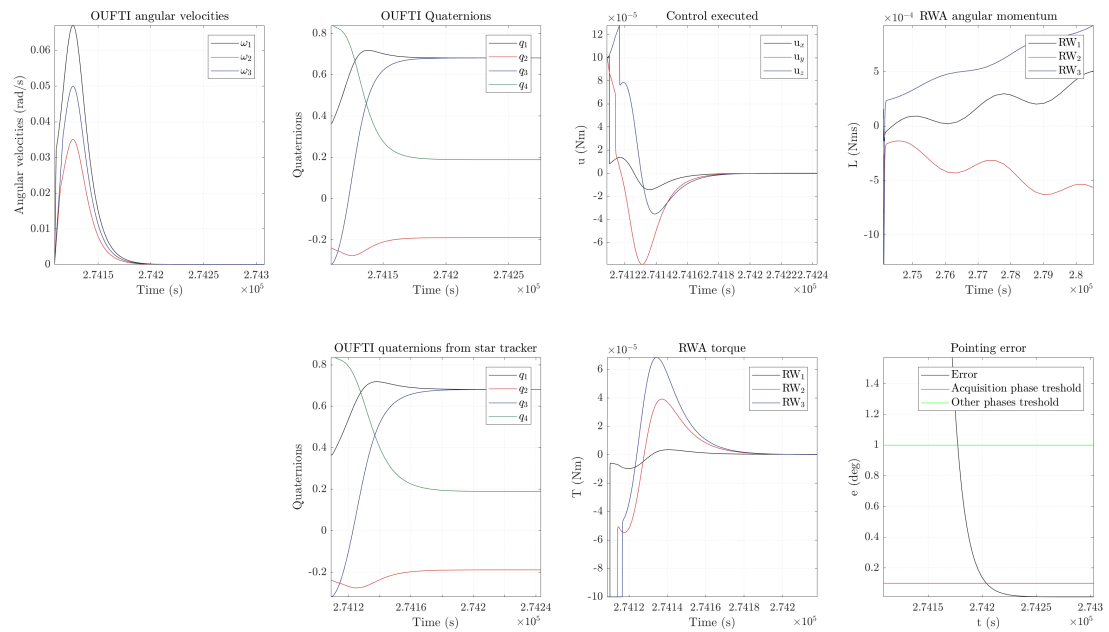 OUFTI angular velocities
Angular velocities (rad/s)
0.06
0.05
0.04
0.03
0.02
0.01
0
ω1
ω2
ω3
2.7415 2.742 2.7425 2.743
Time (s)
×10^5
OUFTI Quaternions
Quaternions
0.8
0.6
0.4
0.2
0
-0.2
q1
q2
q3
q4
2.7415 2.742 2.7425
Time (s)
×10^5
Control executed
×10^-5
u (Nm)
12
10
8
6
4
2
0
-2
-4
-6
ux
uy
uz
2.7412 2.7414 2.7416 2.7418 2.742 2.7422 2.7424
Time (s)
×10^5
RWA angular momentum
×10^-4
L (Nms)
5
0
-5
-10
RW1
RW2
RW3
2.75 2.76 2.77 2.78 2.79 2.8
Time (s)
×10^5
OUFTI quaternions from star tracker
Quaternions
0.8
0.6
0.4
0.2
0
-0.2
q1
q2
q3
q4
2.7412 2.7416 2.742 2.7424
Time (s)
×10^5
RWA torque
×10^-5
T (Nm)
6
4
2
0
-2
-4
-6
-8
-10
RW1
RW2
RW3
2.7412 2.7414 2.7416 2.7418 2.742
Time (s)
×10^5
Pointing error
e (deg)
1.4
1.2
1
0.8
0.6
0.4
0.2
Error
Acquisition phase treshold
Other phases treshold
2.7415 2.742 2.7425 2.743
t (s)
×10^5